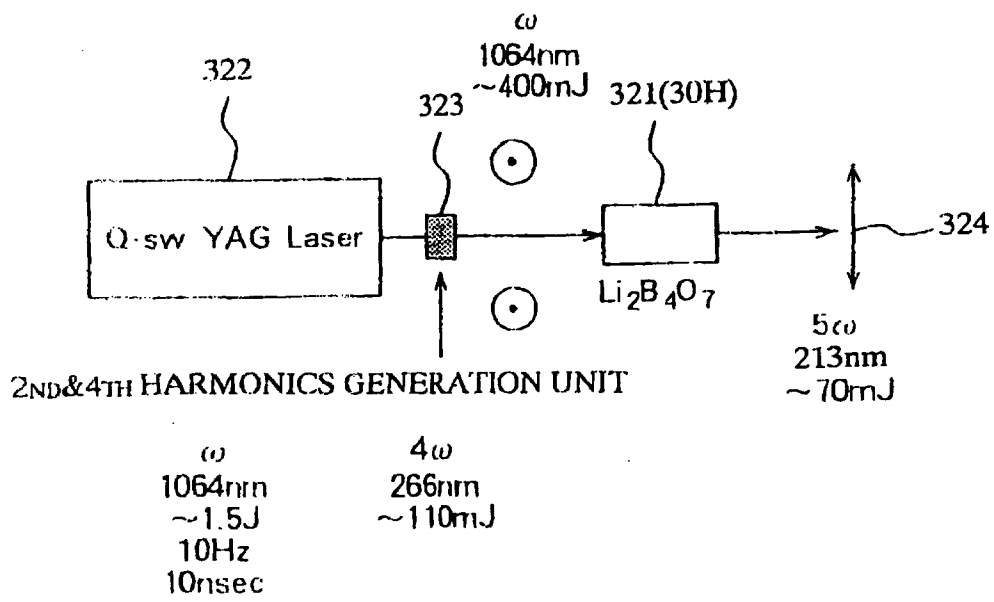 ω
1064nm
~400mJ
322
323
321(30H)
Q·sw YAG Laser
324
Li₂B₄O₇
5ω
213nm
~70mJ
2ND&4TH HARMONICS GENERATION UNIT
ω
1064nm
~1.5J
10Hz
10nsec
4ω
266nm
~110mJ